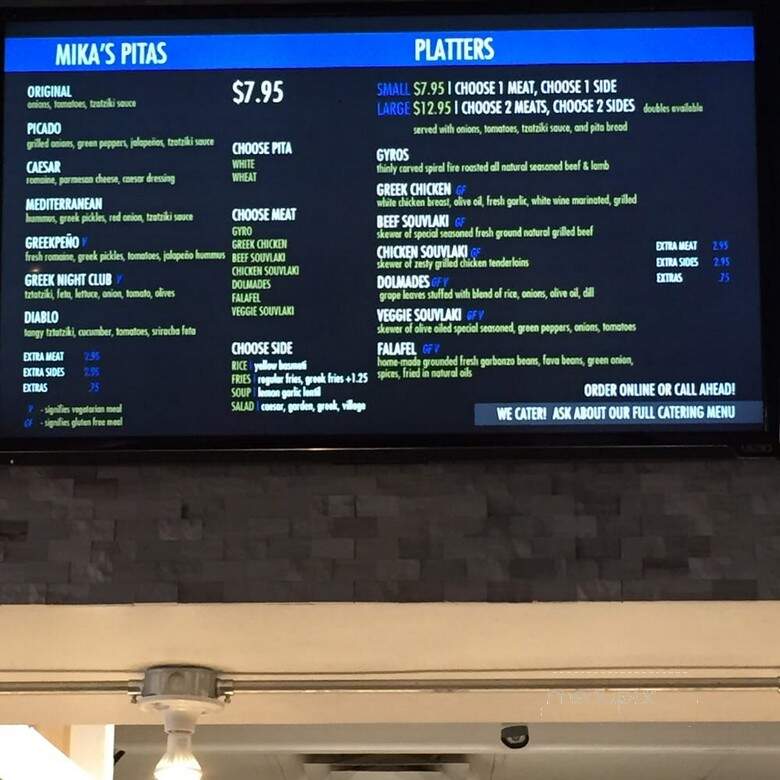 MIKA'S PITAS
ORIGINAL
onions, tomatoes, tzatziki sauce
PICADO
grilled onions, green peppers, jalapeños, tzatziki sauce
CAESAR
romaine, parmesan cheese, caesar dressing
MEDITERRANEAN
hummus, greek pickles, red onion, tzatziki sauce
GREEKPEÑO V
fresh romaine, greek pickles, tomatoes, jalapeño hummus
GREEK NIGHT CLUB V
tztatziki, feta, lettuce, onion, tomato, olives
DIABLO
tangy tztatziki, cucumber, tomatoes, sriracha feta
EXTRA MEAT 2.95
EXTRA SIDES 2.95
EXTRAS .75
V - signifies vegetarian meal
GF - signifies gluten free meal
$7.95
CHOOSE PITA
WHITE
WHEAT
CHOOSE MEAT
GYRO
GREEK CHICKEN
BEEF SOUVLAKI
CHICKEN SOUVLAKI
DOLMADES
FALAFEL
VEGGIE SOUVLAKI
CHOOSE SIDE
RICE | yellow basmati
FRIES | regular fries, greek fries +1.25
SOUP | lemon garlic lentil
SALAD | caesar, garden, greek, village
PLATTERS
SMALL $7.95 | CHOOSE 1 MEAT, CHOOSE 1 SIDE
LARGE $12.95 | CHOOSE 2 MEATS, CHOOSE 2 SIDES doubles available
served with onions, tomatoes, tzatziki sauce, and pita bread
GYROS
thinly carved spiral fire roasted all natural seasoned beef & lamb
GREEK CHICKEN GF
white chicken breast, olive oil, fresh garlic, white wine marinated, grilled
BEEF SOUVLAKI GF
skewer of special seasoned fresh ground natural grilled beef
CHICKEN SOUVLAKI GF
skewer of zesty grilled chicken tenderloins
DOLMADES GF V
grape leaves stuffed with blend of rice, onions, olive oil, dill
VEGGIE SOUVLAKI GF V
skewer of olive oiled special seasoned, green peppers, onions, tomatoes
FALAFEL GF V
home-made grounded fresh garbonzo beans, fava beans, green onion,
spices, fried in natural oils
EXTRA MEAT 2.95
EXTRA SIDES 2.95
EXTRAS .75
ORDER ONLINE OR CALL AHEAD!
WE CATER! ASK ABOUT OUR FULL CATERING MENU